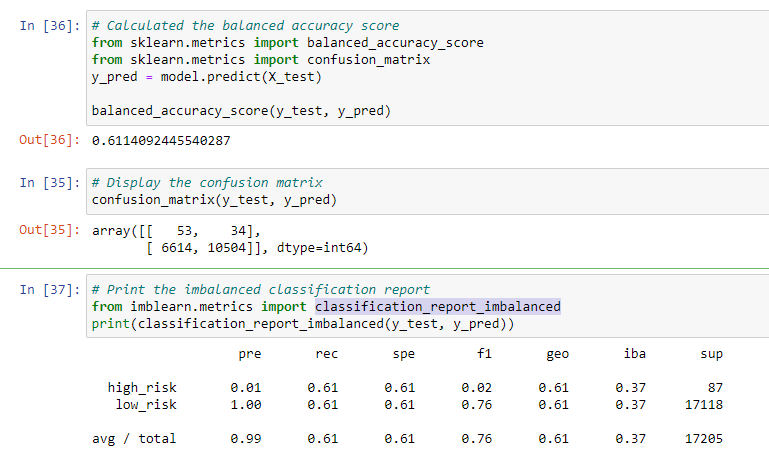 In [36]: # Calculated the balanced accuracy score
from sklearn.metrics import balanced_accuracy_score
from sklearn.metrics import confusion_matrix
y_pred = model.predict(X_test)
balanced_accuracy_score(y_test, y_pred)
Out[36]: 0.6114092445540287
In [35]: # Display the confusion matrix
confusion_matrix(y_test, y_pred)
Out[35]: array([[   53,    34],
       [ 6614, 10504]], dtype=int64)
In [37]: # Print the imbalanced classification report
from imblearn.metrics import classification_report_imbalanced
print(classification_report_imbalanced(y_test, y_pred))
pre rec spe f1 geo iba sup
high_risk 0.01 0.61 0.61 0.02 0.61 0.37 87
low_risk 1.00 0.61 0.61 0.76 0.61 0.37 17118
avg / total 0.99 0.61 0.61 0.76 0.61 0.37 17205